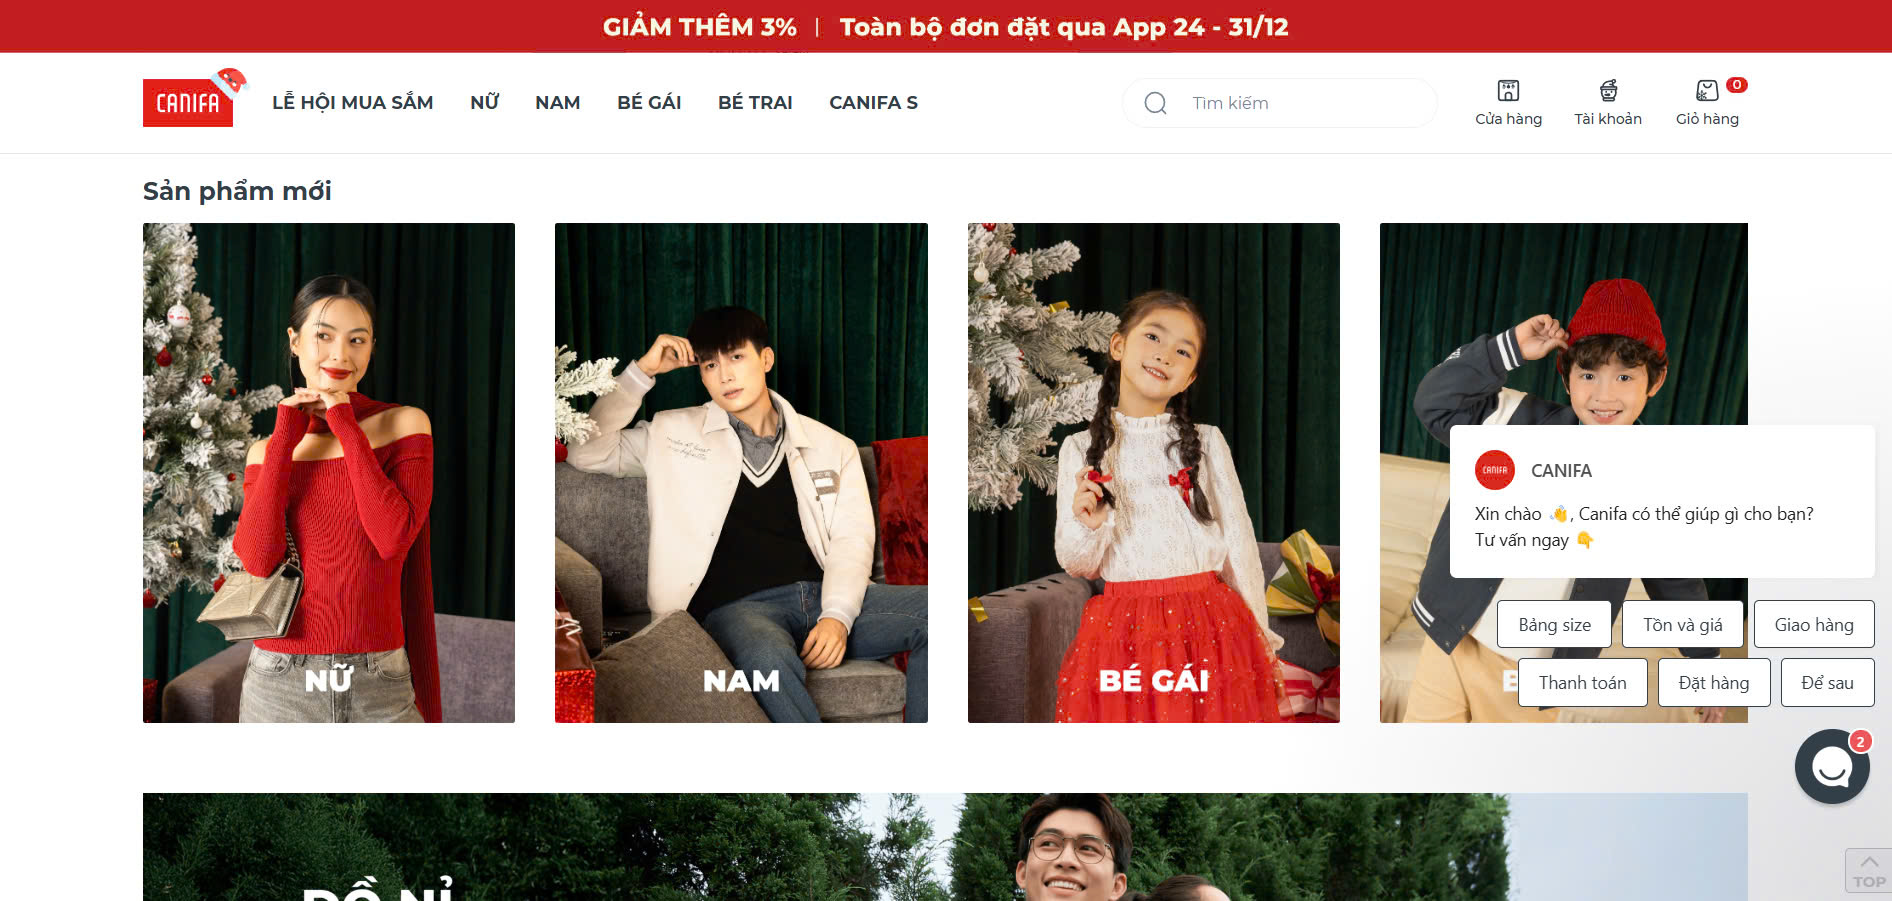 GIẢM THÊM 3% | Toàn bộ đơn đặt qua App 24 - 31/12
CANIFA
LỄ HỘI MUA SẮM
NỮ
NAM
BÉ GÁI
BÉ TRAI
CANIFA S
Tìm kiếm
Cửa hàng
Tài khoản
0
Giỏ hàng
Sản phẩm mới
NỮ
NAM
BÉ GÁI
CANIFA
CANIFA
Xin chào 👋, Canifa có thể giúp gì cho bạn?
Tư vấn ngay 👇
Bảng size
Tồn và giá
Giao hàng
Thanh toán
Đặt hàng
Để sau
2
ĐỒ NỈ
TOP